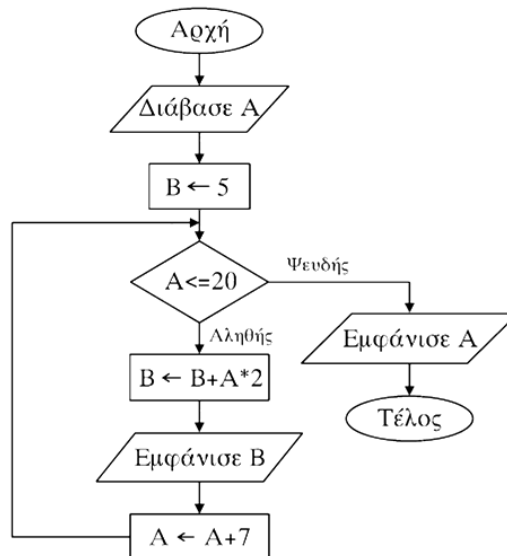 Αρχή
Διάβασε Α
Β ← 5
Α<=20
Ψευδής
Αληθής
Εμφάνισε Α
Β ← Β+Α*2
Τέλος
Εμφάνισε Β
Α ← Α+7